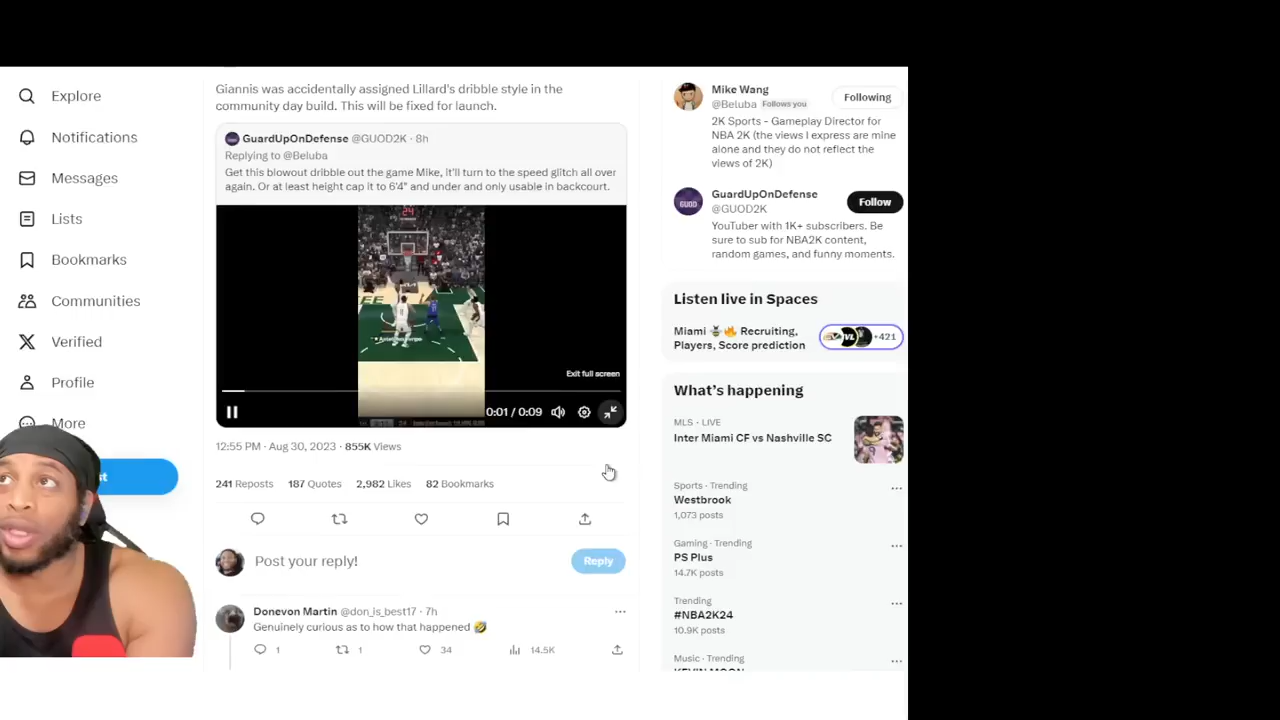 Explore
Notifications
Messages
Lists
Bookmarks
Communities
Verified
Profile
More
Giannis was accidentally assigned Lillard's dribble style in the
community day build. This will be fixed for launch.
GuardUpOnDefense @GUOD2K · 8h
Replying to @Beluba
Get this blowout dribble out the game Mike, it'll turn to the speed glitch all over
again. Or at least height cap it to 6'4" and under and only usable in backcourt.
24
Exit full screen
0:01 / 0:09
12:55 PM · Aug 30, 2023 · 855K Views
241 Reposts 187 Quotes 2,982 Likes 82 Bookmarks
Post your reply!
Reply
Donevon Martin @don_is_best17 · 7h
Genuinely curious as to how that happened 🤣
1 1 34 14.5K
Mike Wang
@Beluba Follows you
Following
2K Sports - Gameplay Director for
NBA 2K (the views I express are mine
alone and they do not reflect the
views of 2K)
GuardUpOnDefense
@GUOD2K
Follow
YouTuber with 1K+ subscribers. Be
sure to sub for NBA2K content,
random games, and funny moments.
Listen live in Spaces
Miami 🐝🔥 Recruiting,
Players, Score prediction
+421
What's happening
MLS · LIVE
Inter Miami CF vs Nashville SC
Sports · Trending
Westbrook
1,073 posts
Gaming · Trending
PS Plus
14.7K posts
Trending
#NBA2K24
10.9K posts
Music · Trending